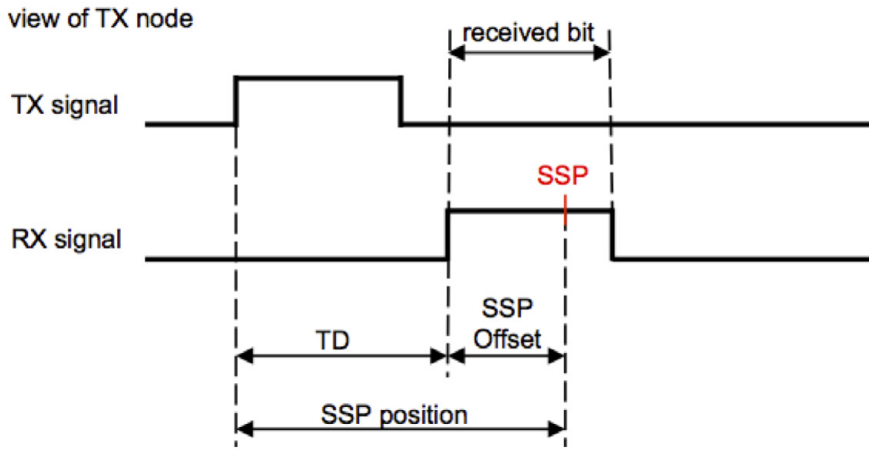 view of TX node
received bit
TX signal
SSP
RX signal
SSP
Offset
TD
SSP position